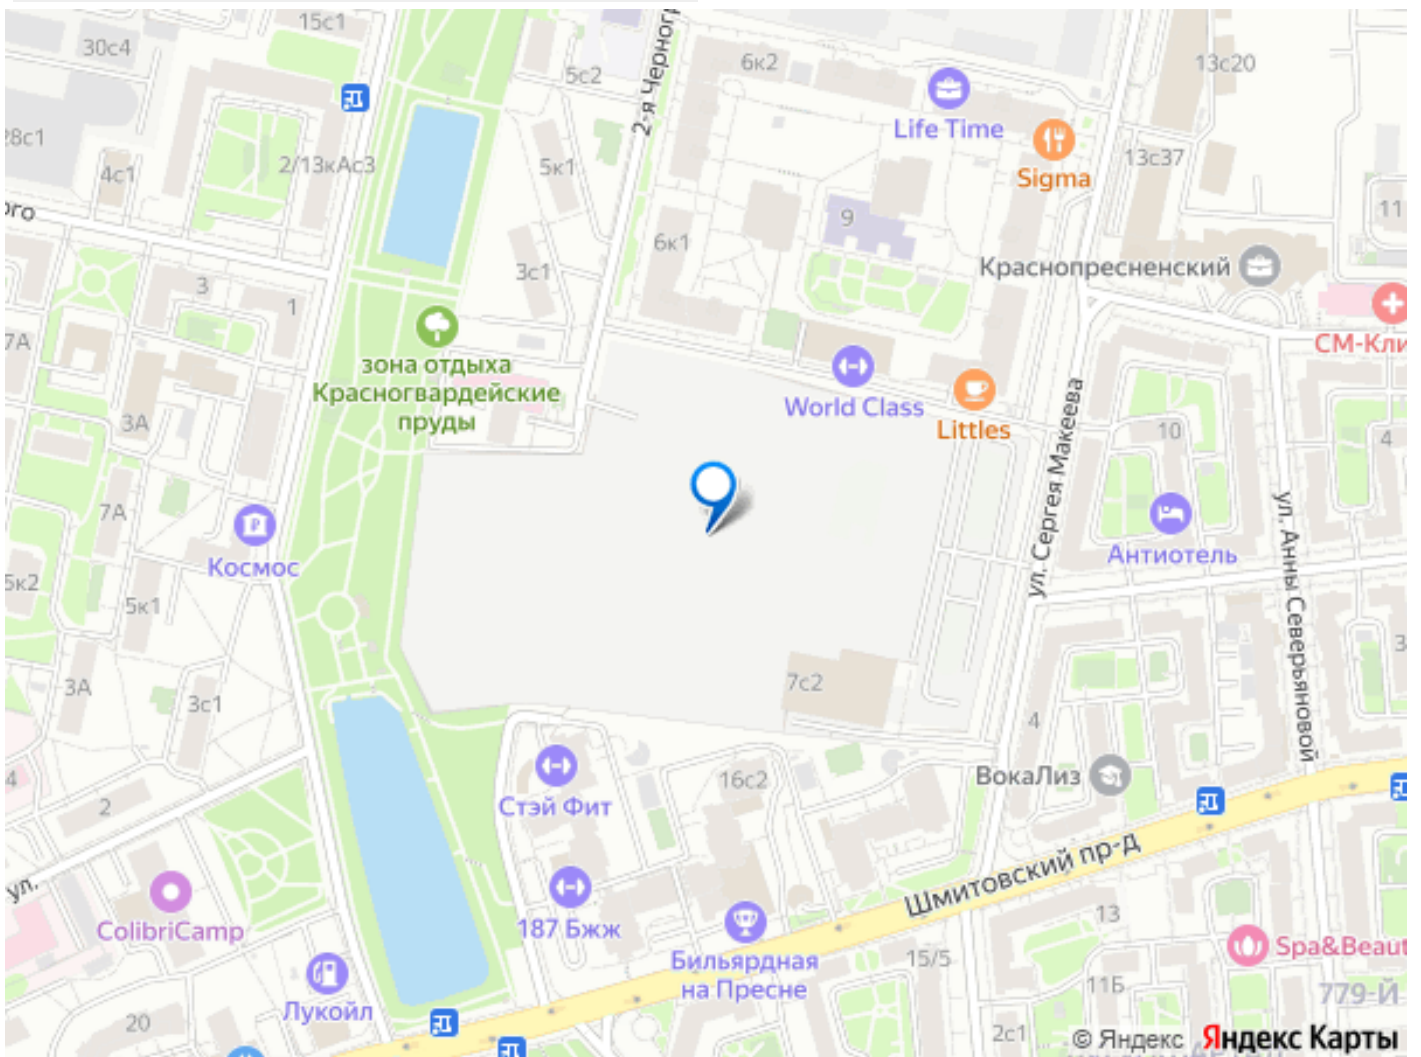 15с1
30с4
5с2
6к2
13с20
2-я Черногр
Life Time
28с1
2/13кАс3
4с1
5к1
Sigma
13с37
ого
9
11
6к1
3с1
Краснопресненский
3
1
7А
СМ-Кли
зона отдыха
Красногвардейские
пруды
World Class
Littles
3А
10
4
ул. Сергея Макеева
7А
Антиотель
ул. Анны Северьяновой
Космос
5к2
5к1
3
3А
3с1
7с2
4
4
2
Стэй Фит
16с2
ВокаЛиз
Шмитовский пр-д
ул.
ColibriCamp
187 Бжж
13
Бильярдная
на Пресне
15/5
Spa&Beaut
Лукойл
11Б
779-Й
20
2с1
© Яндекс Яндекс Карты